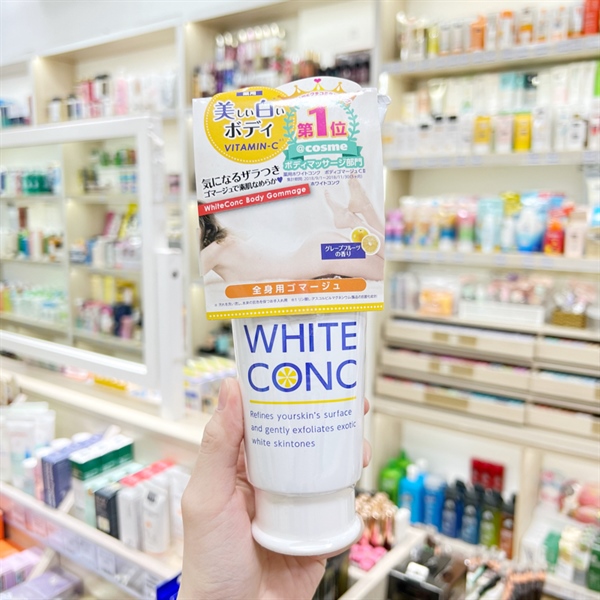 薬用
美しい白い
ボディ
VITAMIN-C
第1位
@cosme
ボディマッサージ部門
気になるザラつき
ゴマージュで素肌なめらか
WhiteConc Body Gommage
グレープフルーツ
の香り
全身用ゴマージュ
WHITE
CONC
Refines yourskin's surface
and gently exfoliates exotic
white skintones